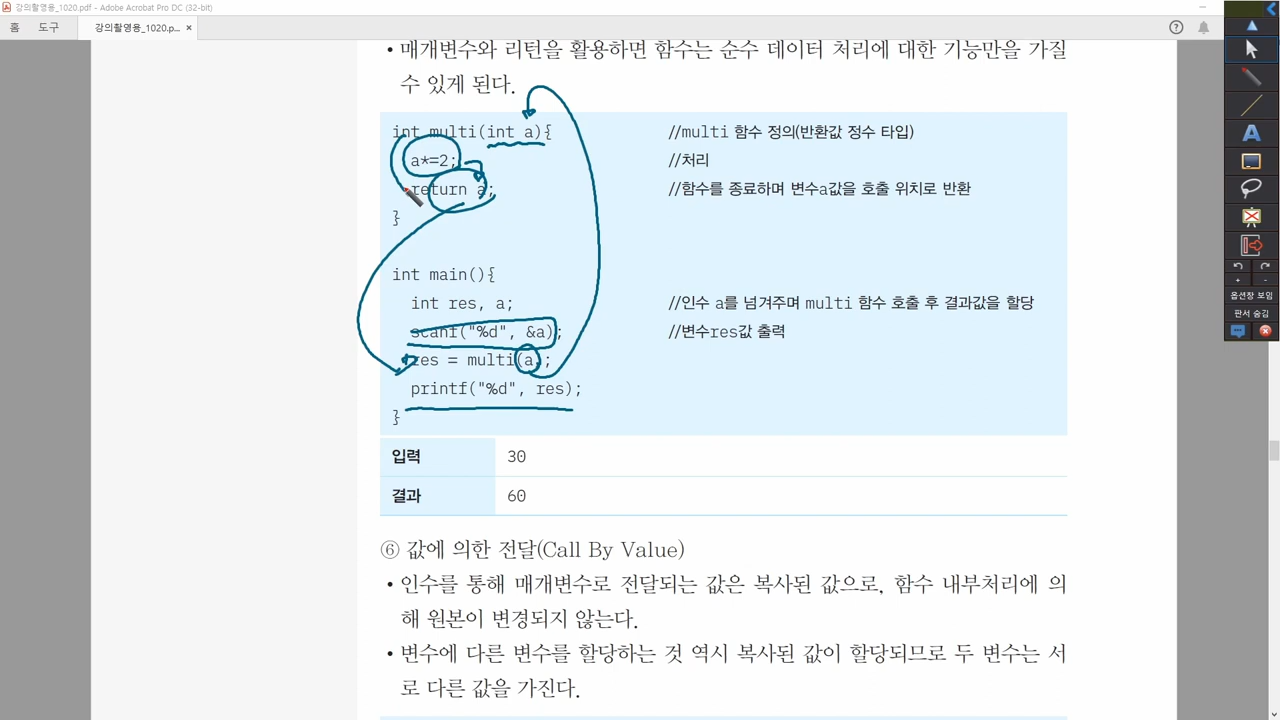 강의촬영용_1020.pdf - Adobe Acrobat Pro DC (32-bit)
홈 도구 강의촬영용_1020.p... ×
• 매개변수와 리턴을 활용하면 함수는 순수 데이터 처리에 대한 기능만을 가질
수 있게 된다.
int multi(int a){ //multi 함수 정의(반환값 정수 타입)
a*=2; //처리
return a; //함수를 종료하며 변수a값을 호출 위치로 반환
}
int main(){
int res, a; //인수 a를 넘겨주며 multi 함수 호출 후 결과값을 할당
scanf("%d", &a); //변수res값 출력
res = multi(a);
printf("%d", res);
}
입력 30
결과 60
⑥ 값에 의한 전달(Call By Value)
• 인수를 통해 매개변수로 전달되는 값은 복사된 값으로, 함수 내부처리에 의
해 원본이 변경되지 않는다.
• 변수에 다른 변수를 할당하는 것 역시 복사된 값이 할당되므로 두 변수는 서
로 다른 값을 가진다.
A
옵션장 보임
판서 숨김